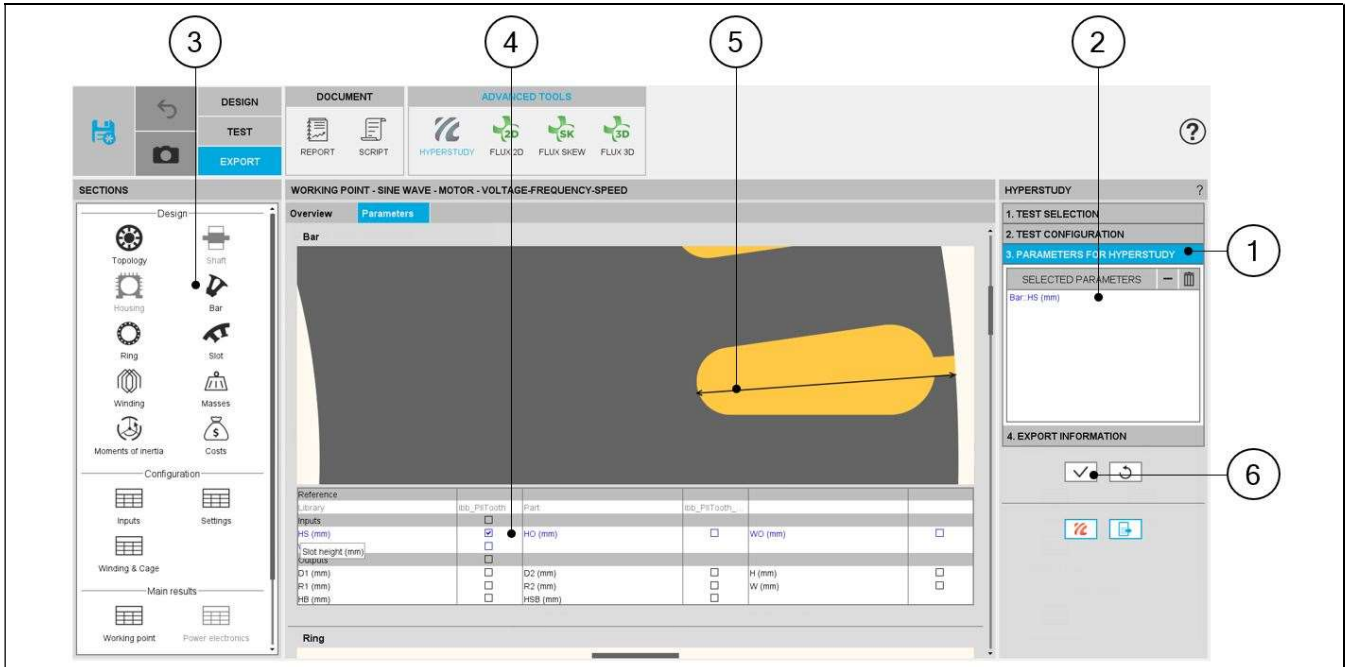 3
4
5
2
DESIGN
TEST
EXPORT
DOCUMENT
REPORT SCRIPT
ADVANCED TOOLS
HYPERSTUDY FLUX 2D FLUX SKEW FLUX 3D
2D SK 3D
?
SECTIONS
Design
Topology Shaft
Housing Bar
Ring Slot
Winding Masses
Moments of inertia Costs
Configuration
Inputs Settings
Winding & Cage
Main results
Working point Power electronics
WORKING POINT - SINE WAVE - MOTOR - VOLTAGE-FREQUENCY-SPEED
Overview Parameters
Bar
Reference
Library Part
Inputs
HS (mm) HO (mm) WO (mm)
Slot height (mm)
Outputs
D1 (mm) D2 (mm) H (mm)
R1 (mm) R2 (mm) W (mm)
HB (mm) HSB (mm)
Ring
HYPERSTUDY ?
1. TEST SELECTION
2. TEST CONFIGURATION
3. PARAMETERS FOR HYPERSTUDY
1
SELECTED PARAMETERS
Bar::HS (mm)
4. EXPORT INFORMATION
6